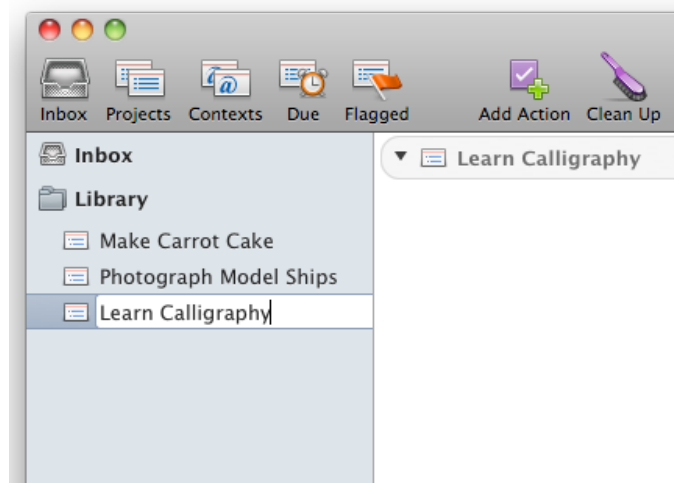 Inbox Projects Contexts Due Flagged Add Action Clean Up
Inbox
Library
Make Carrot Cake
Photograph Model Ships
Learn Calligraphy
Learn Calligraphy